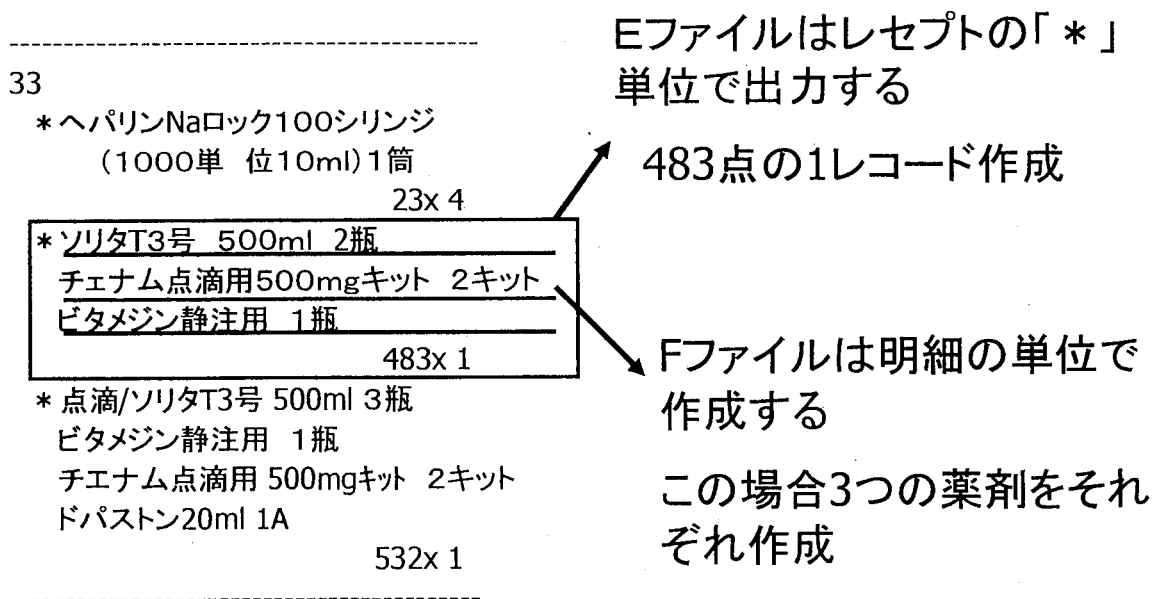 33
＊ヘパリンNaロック１００シリンジ
（１０００単　位１０ml）１筒
23x 4
＊ソリタT３号　５００ml　2瓶
チェナム点滴用５００mgキット　２キット
ビタメジン静注用　１瓶
483x 1
＊点滴/ソリタT3号 500ml ３瓶
ビタメジン静注用　１瓶
チエナム点滴用 500mgｷｯﾄ　２キット
ドパストン20ml 1A
532x 1
Eファイルはレセプトの「＊」
単位で出力する
483点の1レコード作成
Fファイルは明細の単位で
作成する
この場合3つの薬剤をそれ
ぞれ作成